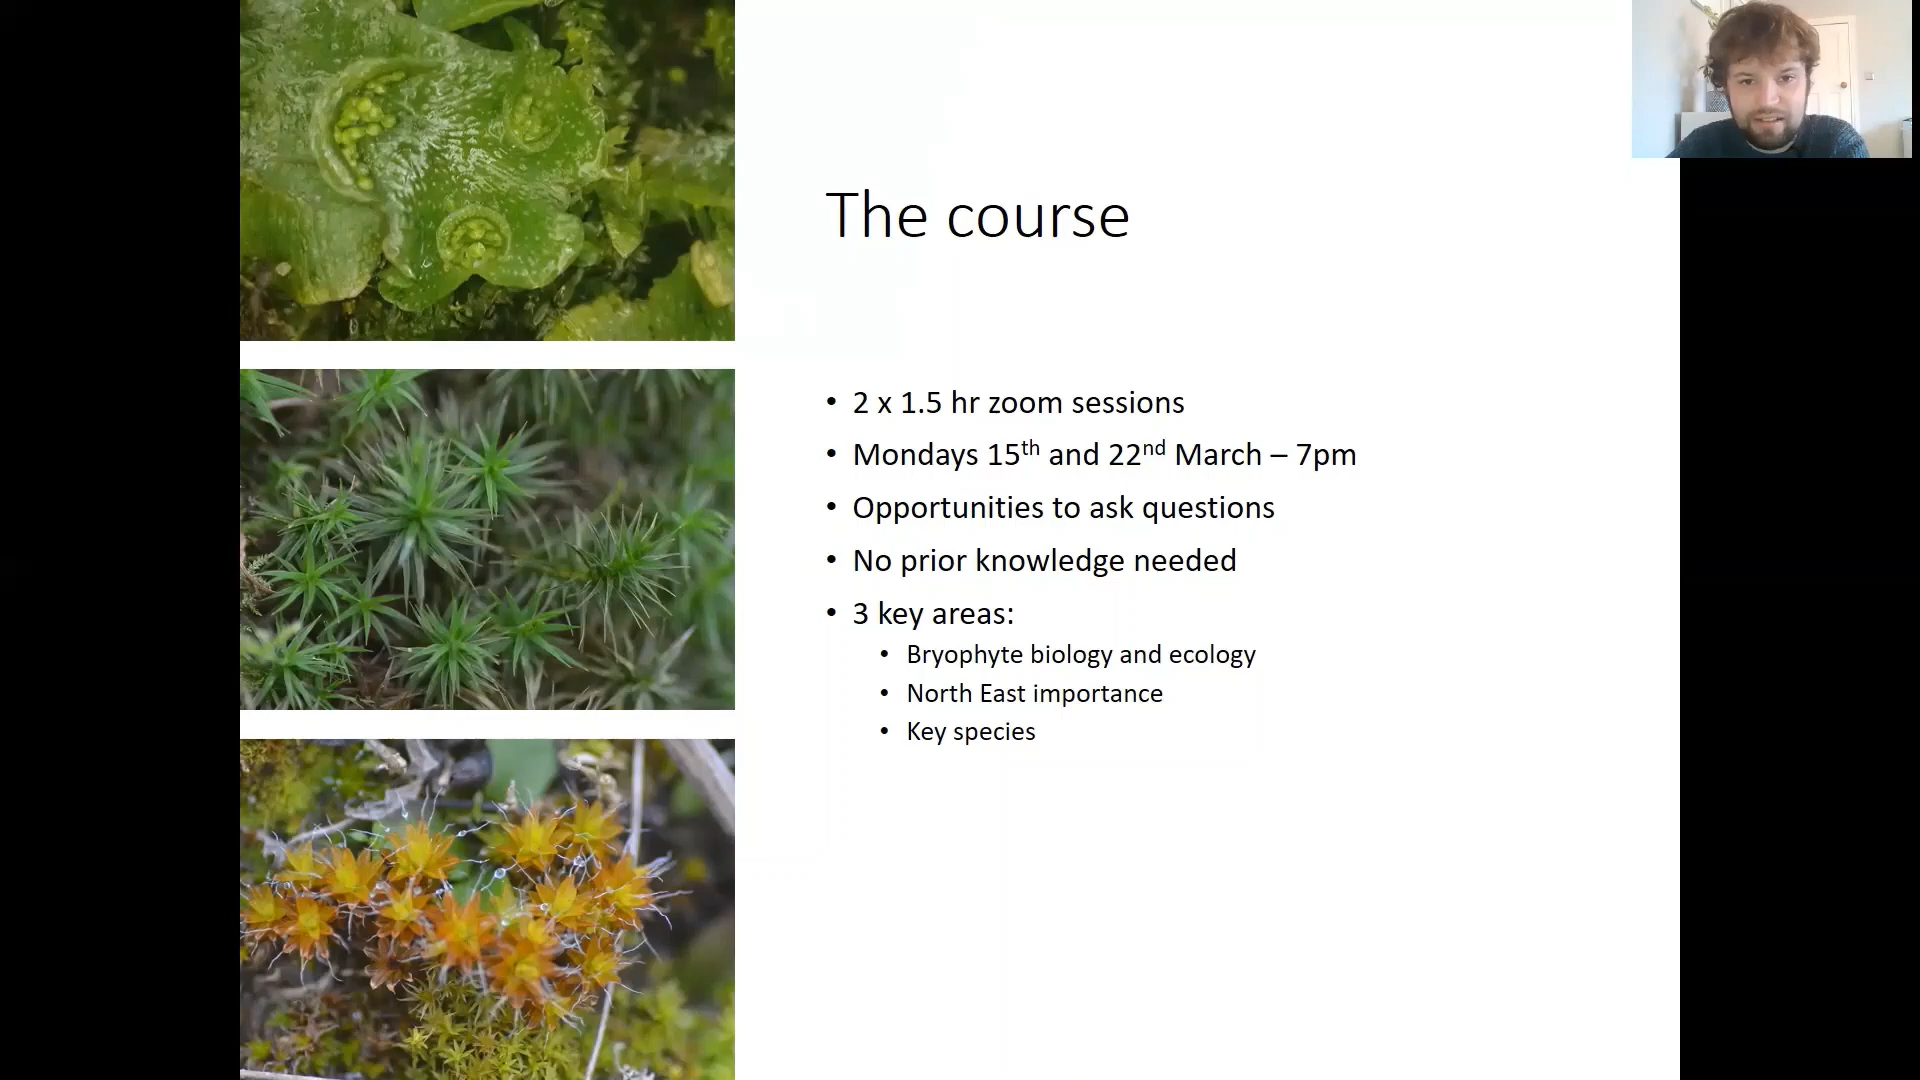 The course
• 2 x 1.5 hr zoom sessions
• Mondays 15th and 22nd March – 7pm
• Opportunities to ask questions
• No prior knowledge needed
• 3 key areas:
• Bryophyte biology and ecology
• North East importance
• Key species